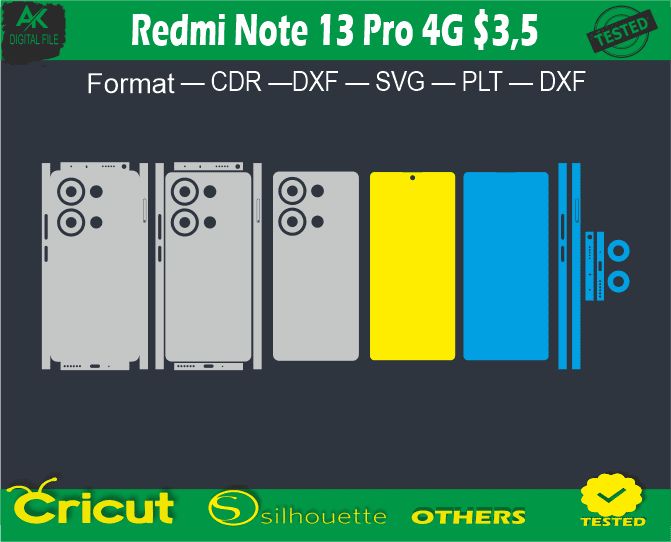 AK
DIGITAL FILE
Redmi Note 13 Pro 4G $3,5
TESTED
Format — CDR —DXF — SVG — PLT — DXF
Cricut
S silhouette
OTHERS
TESTED